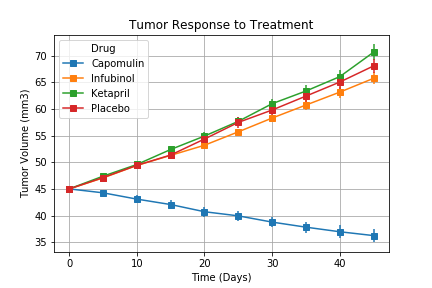 Tumor Response to Treatment
Drug
Capomulin
Infubinol
Ketapril
Placebo
Tumor Volume (mm3)
70
65
60
55
50
45
40
35
0 10 20 30 40
Time (Days)